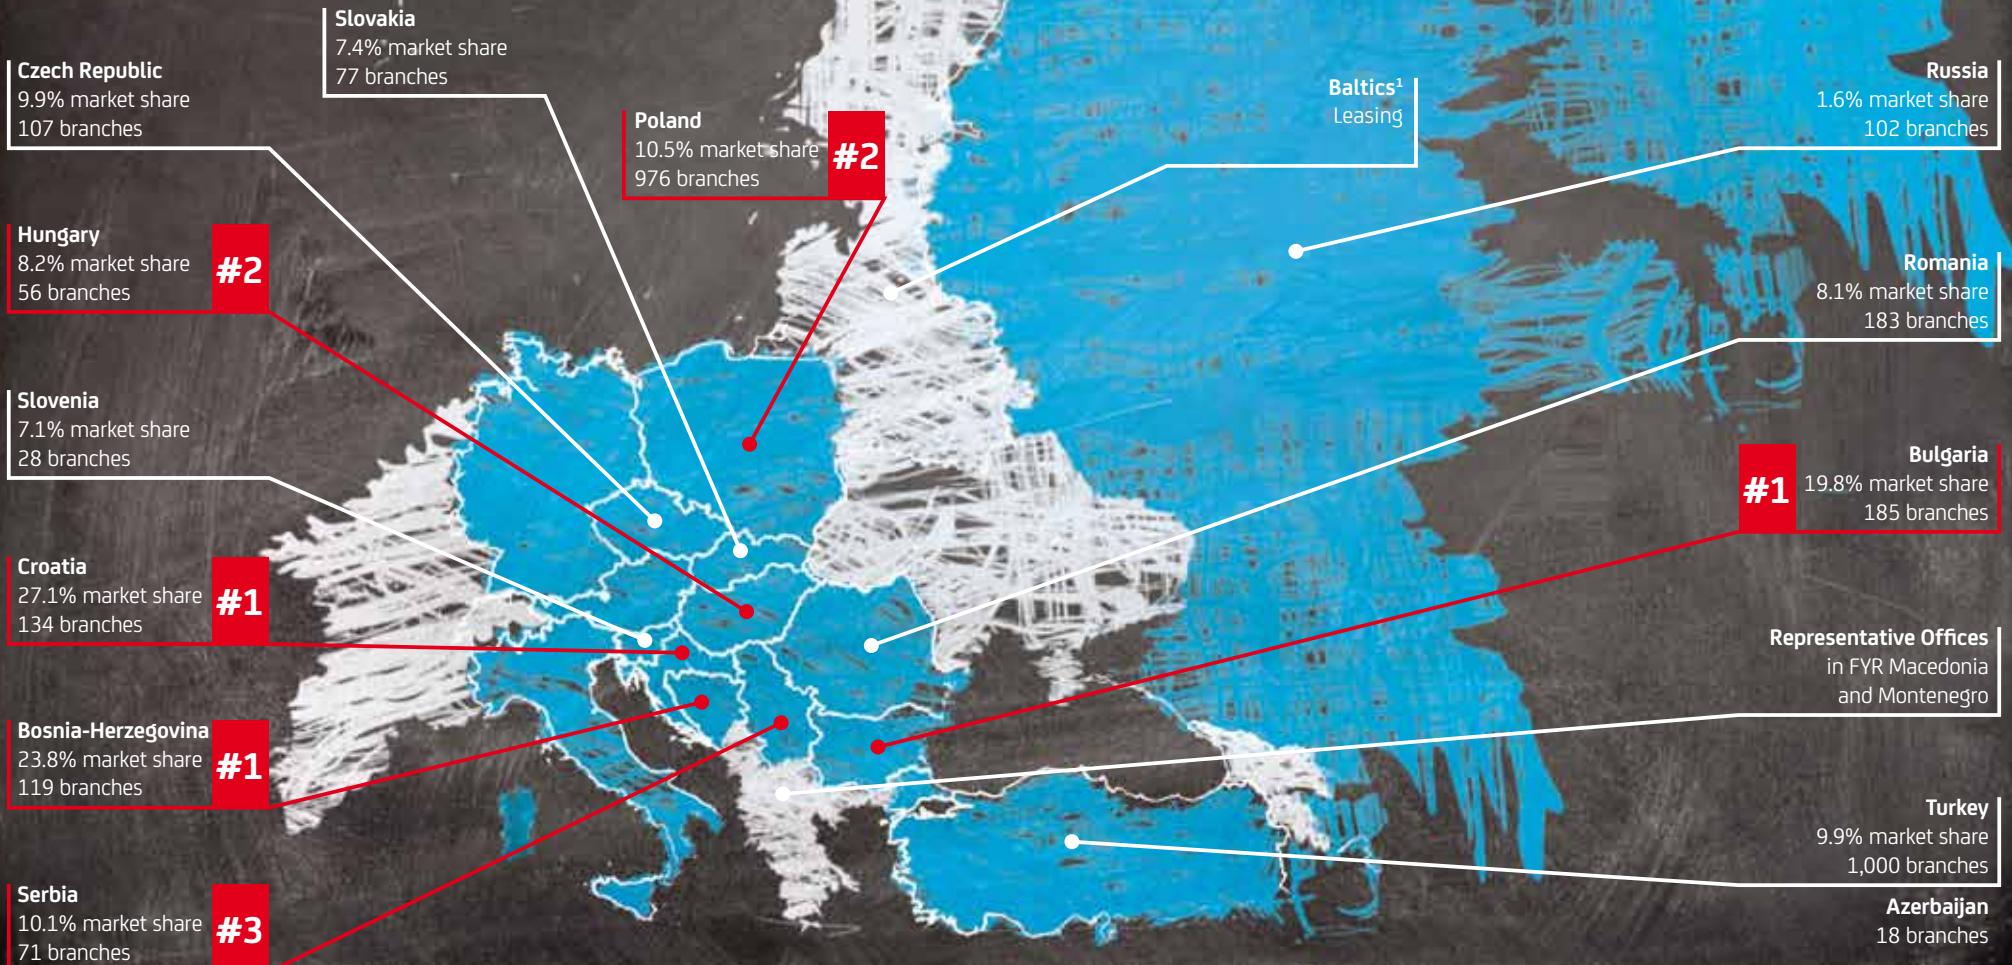 Slovakia
7.4% market share
77 branches
Czech Republic
9.9% market share
107 branches
Poland
10.5% market share
976 branches
#2
Baltics¹
Leasing
Russia
1.6% market share
102 branches
Hungary
8.2% market share
56 branches
#2
Romania
8.1% market share
183 branches
Slovenia
7.1% market share
28 branches
#1
Bulgaria
19.8% market share
185 branches
Croatia
27.1% market share
134 branches
#1
Representative Offices
in FYR Macedonia
and Montenegro
Bosnia-Herzegovina
23.8% market share
119 branches
#1
Turkey
9.9% market share
1,000 branches
Serbia
10.1% market share
71 branches
#3
Azerbaijan
18 branches